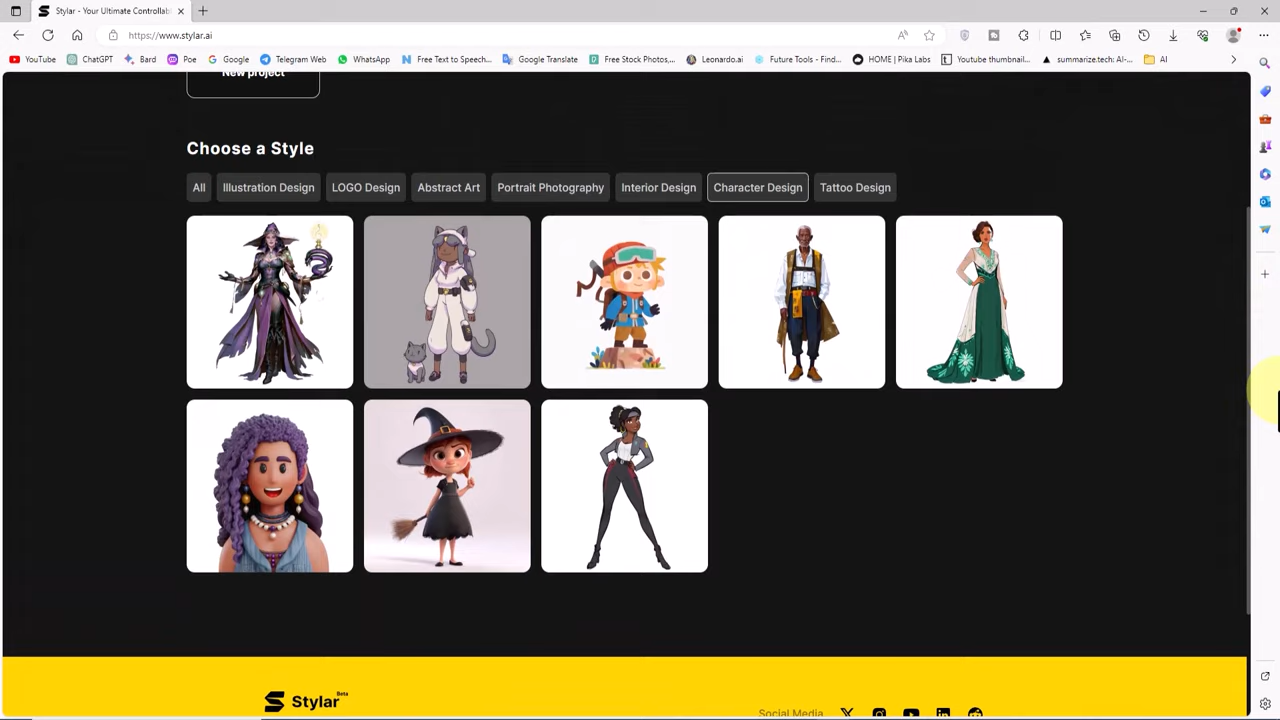 Stylar - Your Ultimate Controllabl
https://www.stylar.ai
YouTube ChatGPT Bard Poe Google Telegram Web WhatsApp Free Text to Speech... Google Translate Free Stock Photos,... Leonardo.ai Future Tools - Find... HOME | Pika Labs Youtube thumbnail... summarize.tech: AI-... AI
New project
Choose a Style
All Illustration Design LOGO Design Abstract Art Portrait Photography Interior Design Character Design Tattoo Design
Stylar Beta
Social Media